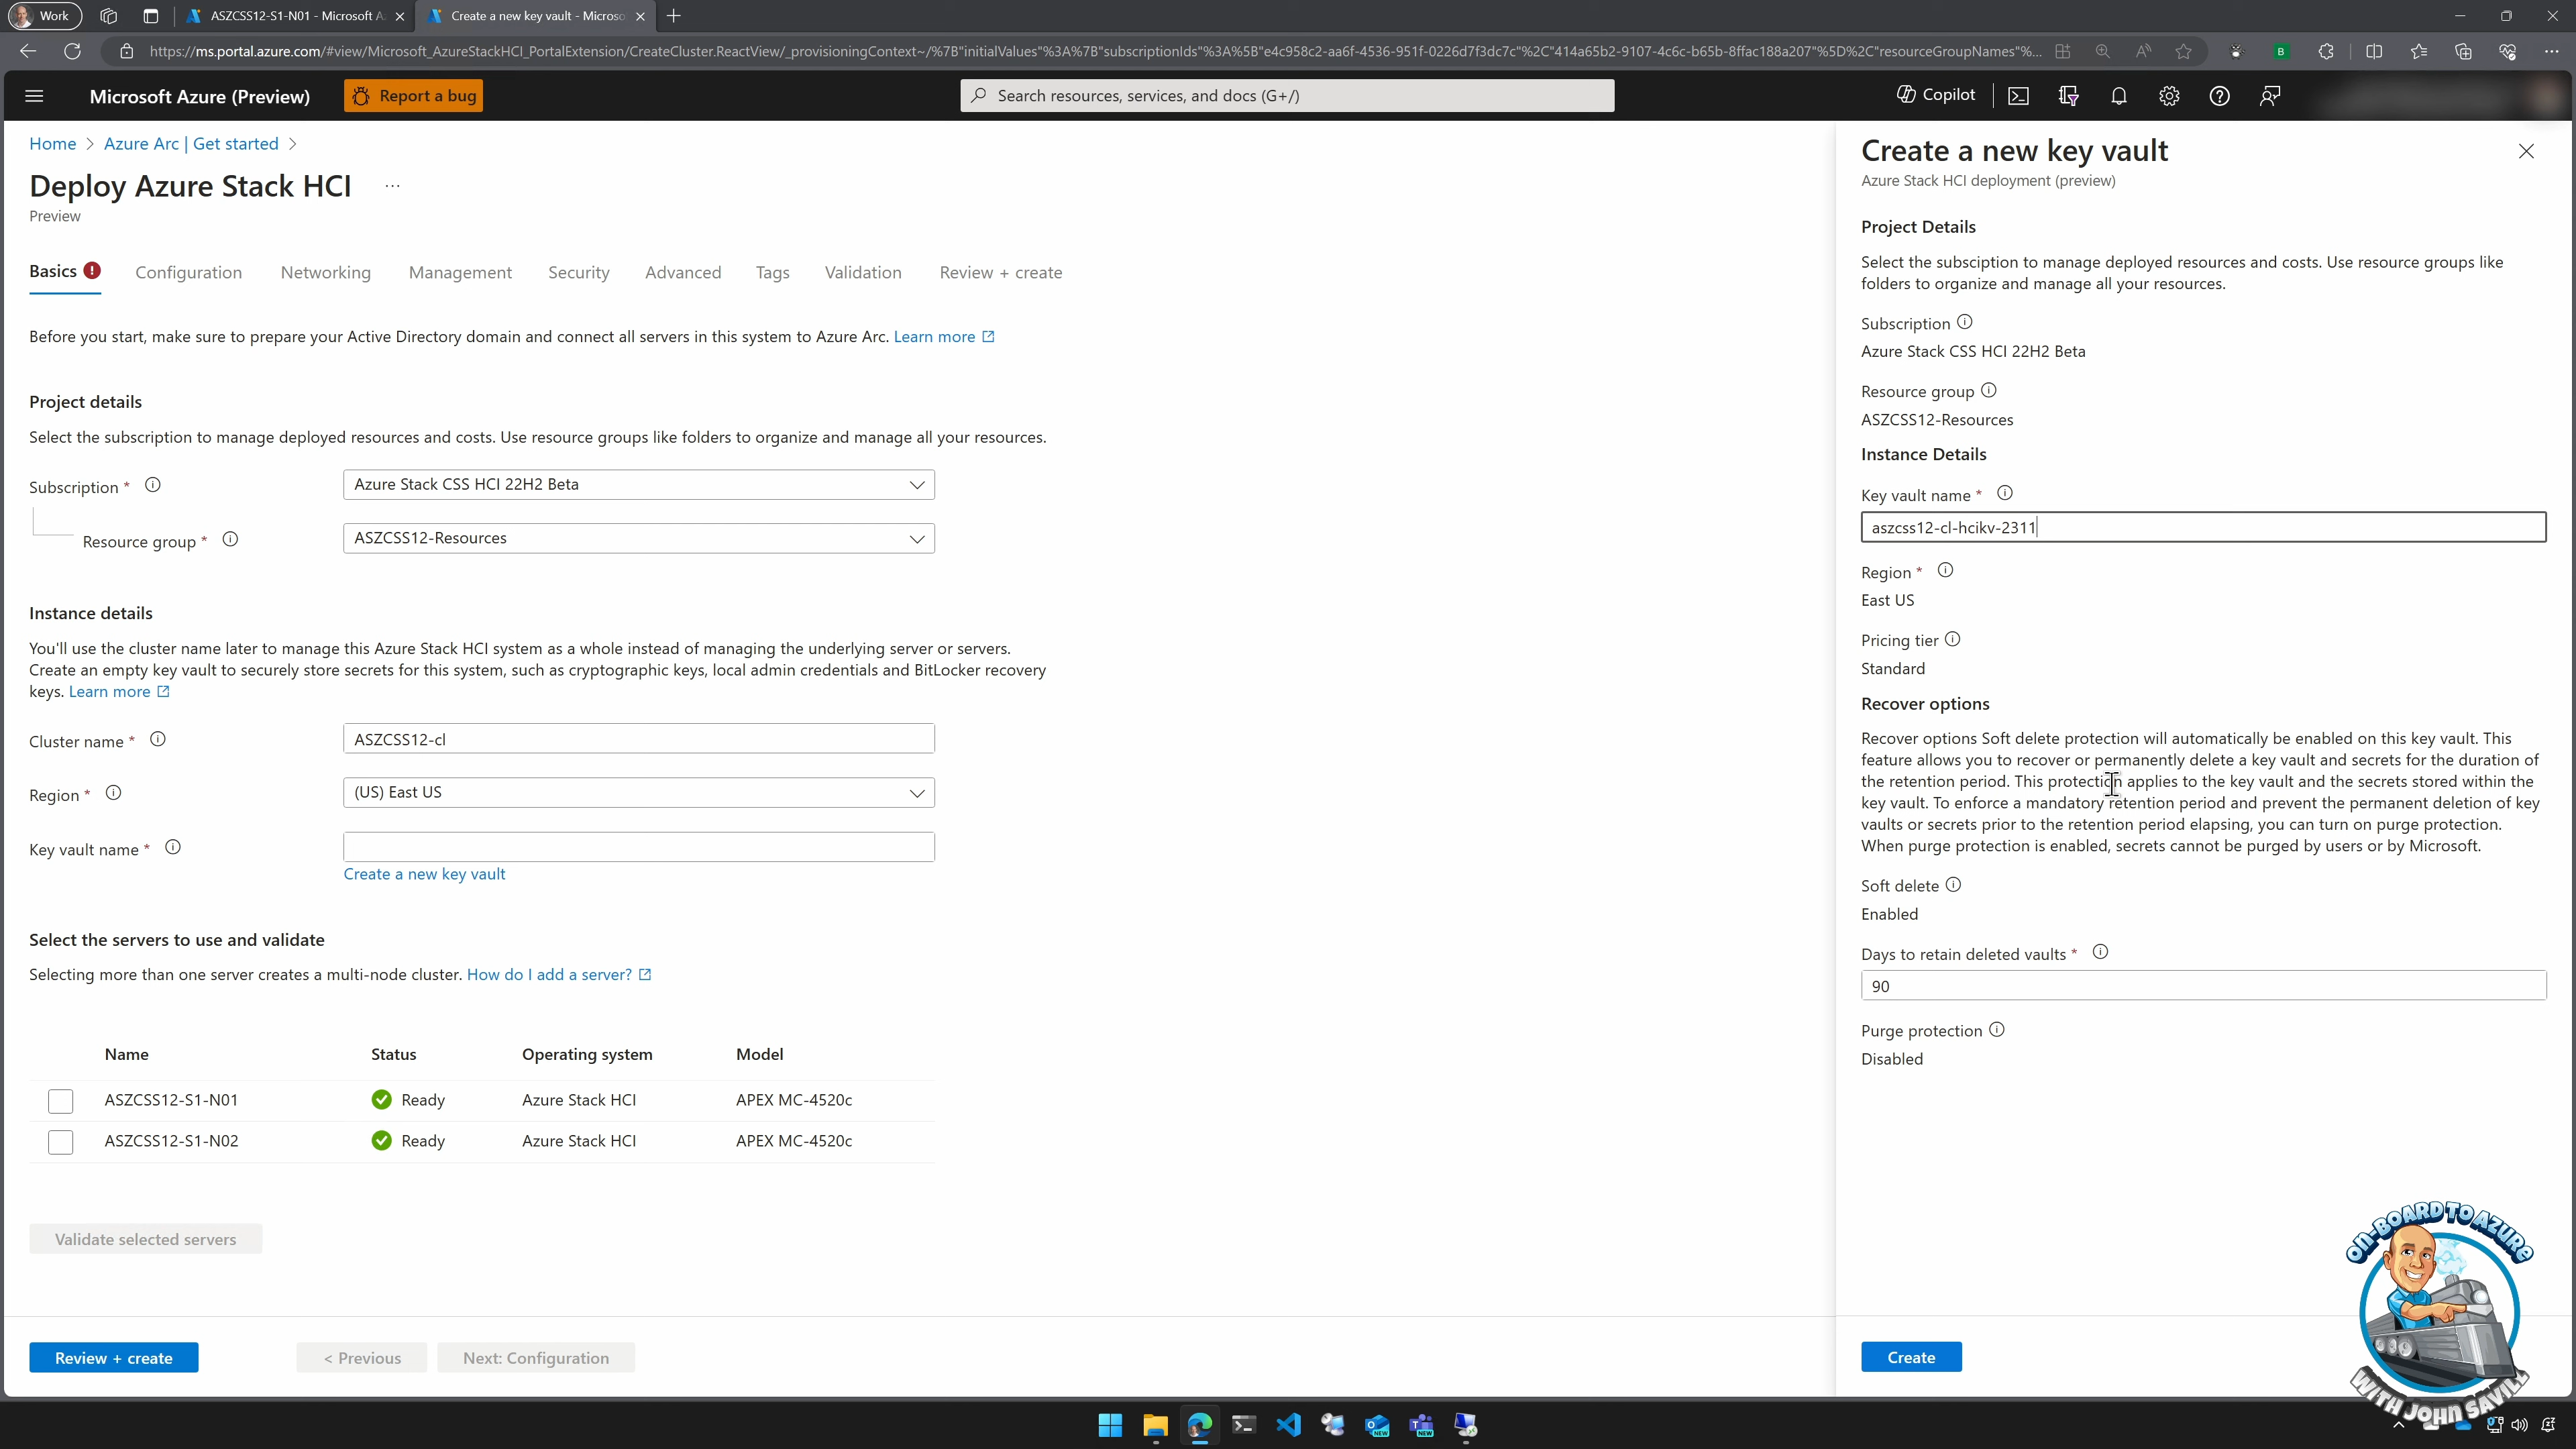 Work
ASZCSS12-S1-N01 - Microsoft A
Create a new key vault - Microso
https://ms.portal.azure.com/#view/Microsoft_AzureStackHCI_PortalExtension/CreateCluster.ReactView/_provisioningContext~/%7B"initialValues"%3A%7B"subscriptionIds"%3A%5B"e4c958c2-aa6f-4536-951f-0226d7f3dc7c"%2C"414a65b2-9107-4c6c-b65b-8ffac188a207"%5D%2C"resourceGroupNames"%...
Microsoft Azure (Preview)
Report a bug
Search resources, services, and docs (G+/)
Copilot
Home > Azure Arc | Get started >
Deploy Azure Stack HCI ...
Preview
Basics
Configuration
Networking
Management
Security
Advanced
Tags
Validation
Review + create
Before you start, make sure to prepare your Active Directory domain and connect all servers in this system to Azure Arc. Learn more
Project details
Select the subscription to manage deployed resources and costs. Use resource groups like folders to organize and manage all your resources.
Subscription *
Azure Stack CSS HCI 22H2 Beta
Resource group *
ASZCSS12-Resources
Instance details
You'll use the cluster name later to manage this Azure Stack HCI system as a whole instead of managing the underlying server or servers.
Create an empty key vault to securely store secrets for this system, such as cryptographic keys, local admin credentials and BitLocker recovery
keys. Learn more
Cluster name *
ASZCSS12-cl
Region *
(US) East US
Key vault name *
Create a new key vault
Select the servers to use and validate
Selecting more than one server creates a multi-node cluster. How do I add a server?
Name Status Operating system Model
ASZCSS12-S1-N01 Ready Azure Stack HCI APEX MC-4520c
ASZCSS12-S1-N02 Ready Azure Stack HCI APEX MC-4520c
Validate selected servers
Review + create
< Previous
Next: Configuration
Create a new key vault
Azure Stack HCI deployment (preview)
Project Details
Select the subsciption to manage deployed resources and costs. Use resource groups like
folders to organize and manage all your resources.
Subscription
Azure Stack CSS HCI 22H2 Beta
Resource group
ASZCSS12-Resources
Instance Details
Key vault name *
aszcss12-cl-hcikv-2311
Region *
East US
Pricing tier
Standard
Recover options
Recover options Soft delete protection will automatically be enabled on this key vault. This
feature allows you to recover or permanently delete a key vault and secrets for the duration of
the retention period. This protection applies to the key vault and the secrets stored within the
key vault. To enforce a mandatory retention period and prevent the permanent deletion of key
vaults or secrets prior to the retention period elapsing, you can turn on purge protection.
When purge protection is enabled, secrets cannot be purged by users or by Microsoft.
Soft delete
Enabled
Days to retain deleted vaults *
90
Purge protection
Disabled
Create
ON-BOARD TO AZURE
WITH JOHN SAVILL